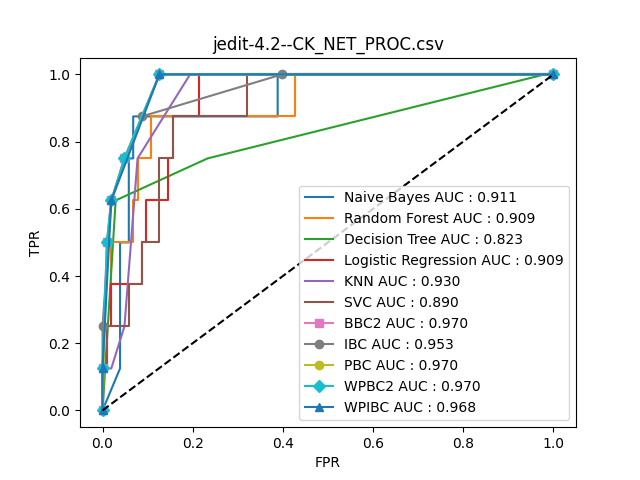 jedit-4.2--CK_NET_PROC.csv
1.0
0.8
0.6
0.4
0.2
0.0
TPR
Naive Bayes AUC : 0.911
Random Forest AUC : 0.909
Decision Tree AUC : 0.823
Logistic Regression AUC : 0.909
KNN AUC : 0.930
SVC AUC : 0.890
BBC2 AUC : 0.970
IBC AUC : 0.953
PBC AUC : 0.970
WPBC2 AUC : 0.970
WPIBC AUC : 0.968
0.0 0.2 0.4 0.6 0.8 1.0
FPR